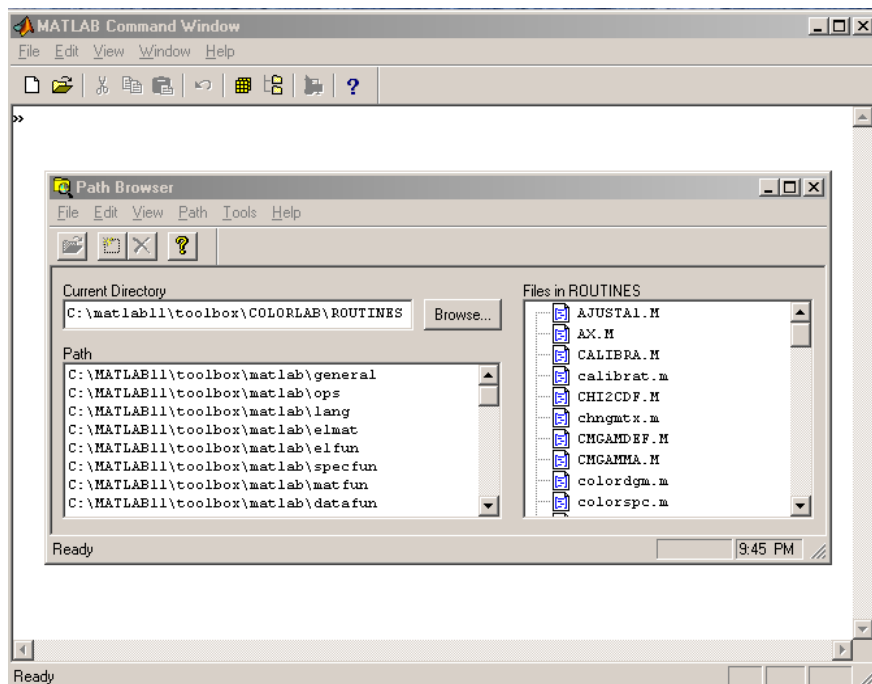 MATLAB Command Window
File Edit View Window Help
?
»
Path Browser
File Edit View Path Tools Help
?
Current Directory
C:\matlab11\toolbox\COLORLAB\ROUTINES
Browse...
Path
C:\MATLAB11\toolbox\matlab\general
C:\MATLAB11\toolbox\matlab\ops
C:\MATLAB11\toolbox\matlab\lang
C:\MATLAB11\toolbox\matlab\elmat
C:\MATLAB11\toolbox\matlab\elfun
C:\MATLAB11\toolbox\matlab\specfun
C:\MATLAB11\toolbox\matlab\matfun
C:\MATLAB11\toolbox\matlab\datafun
Files in ROUTINES
AJUSTA1.M
AX.M
CALIBRA.M
calibrat.m
CHI2CDF.M
chngmtx.m
CMGAMDEF.M
CMGAMMA.M
colordgm.m
colorspc.m
Ready
9:45 PM
Ready